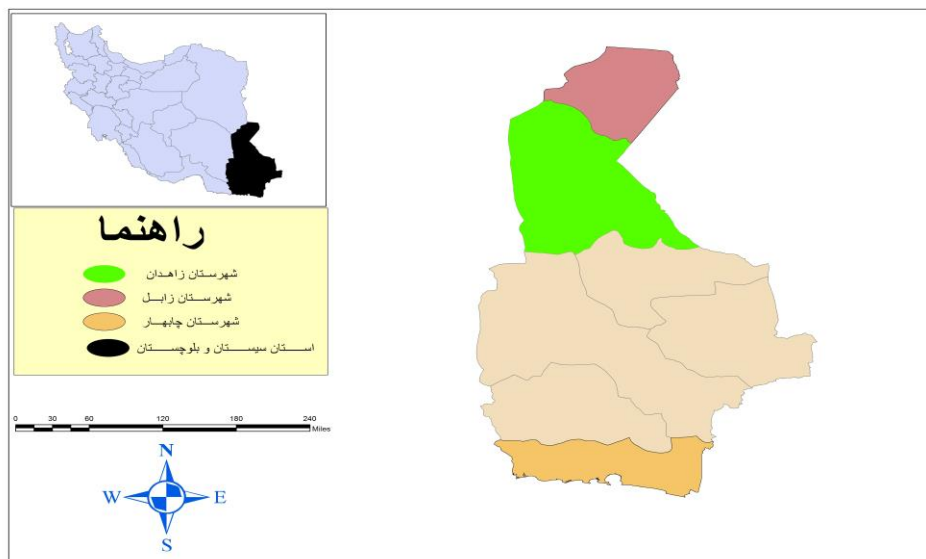 راهنما
شهرستان زاهدان
شهرستان زابل
شهرستان چابهار
استان سیستان و بلوچستان
0 30 60 120 180 240
Miles
N
W E
S